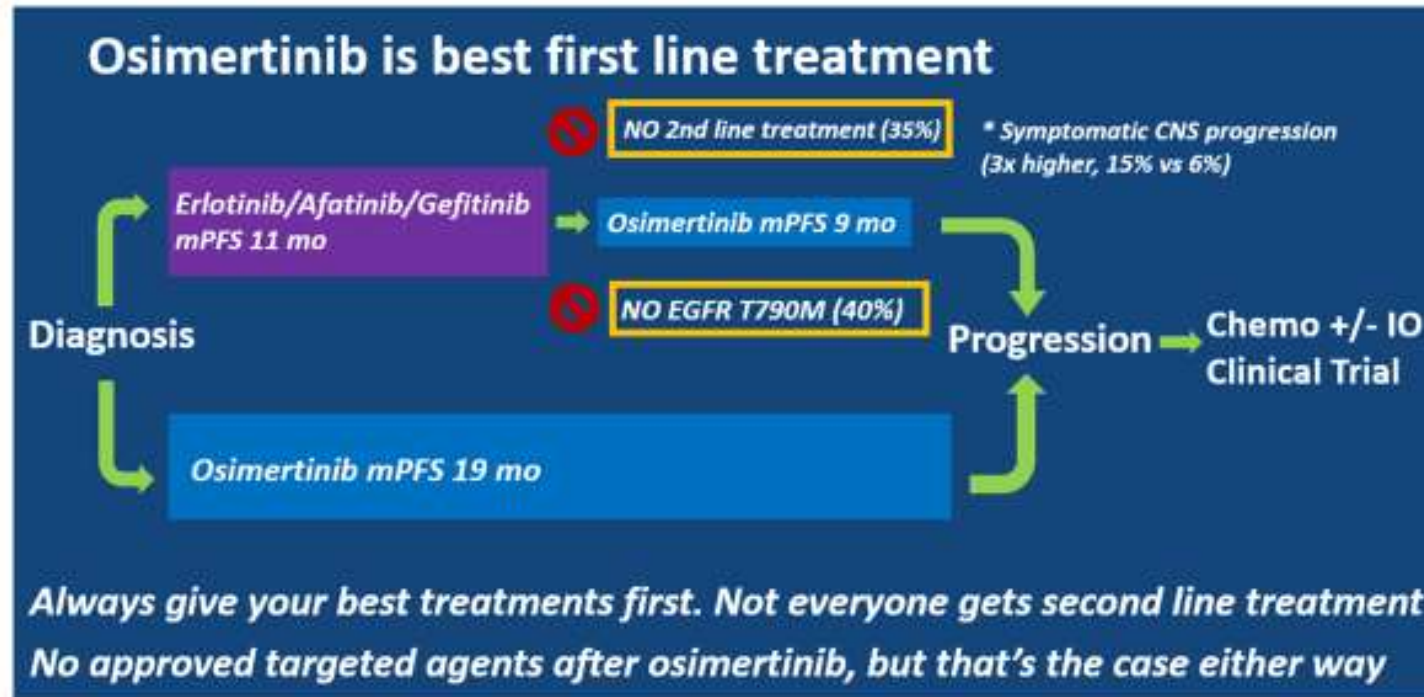 Osimertinib is best first line treatment
NO 2nd line treatment (35%)
* Symptomatic CNS progression
(3x higher, 15% vs 6%)
Erlotinib/Afatinib/Gefitinib
mPFS 11 mo
Osimertinib mPFS 9 mo
NO EGFR T790M (40%)
Diagnosis
Progression
Chemo +/- IO
Clinical Trial
Osimertinib mPFS 19 mo
Always give your best treatments first. Not everyone gets second line treatment
No approved targeted agents after osimertinib, but that's the case either way